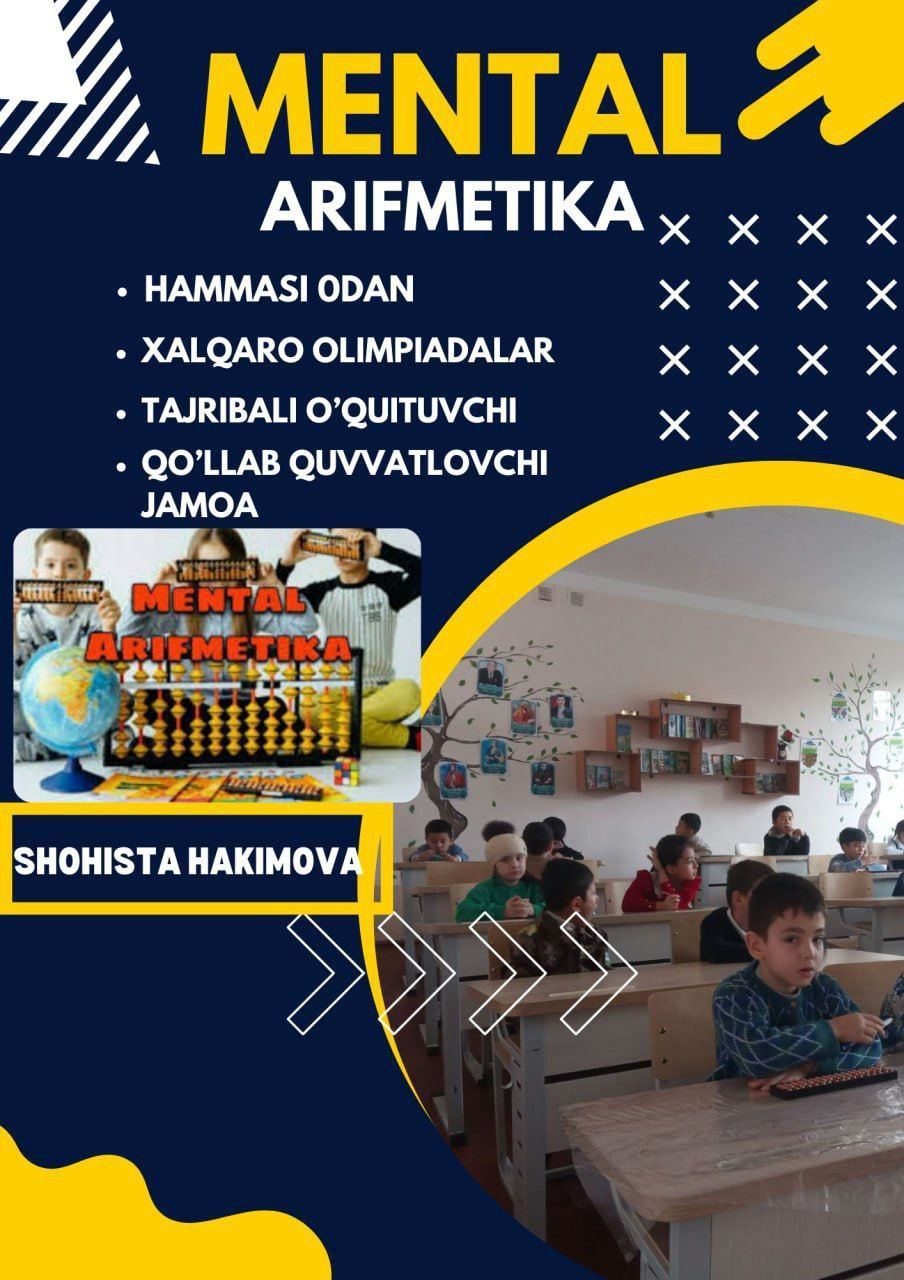 MENTAL
ARIFMETIKA
• HAMMASI 0DAN
• XALQARO OLIMPIADALAR
• TAJRIBALI O’QUITUVCHI
• QO’LLAB QUVVATLOVCHI
JAMOA
MENTAL
ARIFMETIKA
SHOHISTA HAKIMOVA